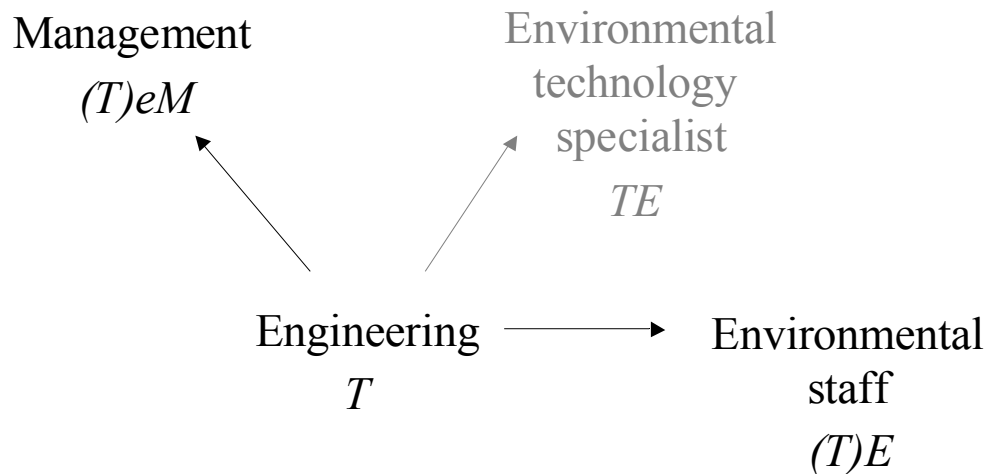 Management
(T)eM
Environmental
technology
specialist
TE
Engineering
T
Environmental
staff
(T)E